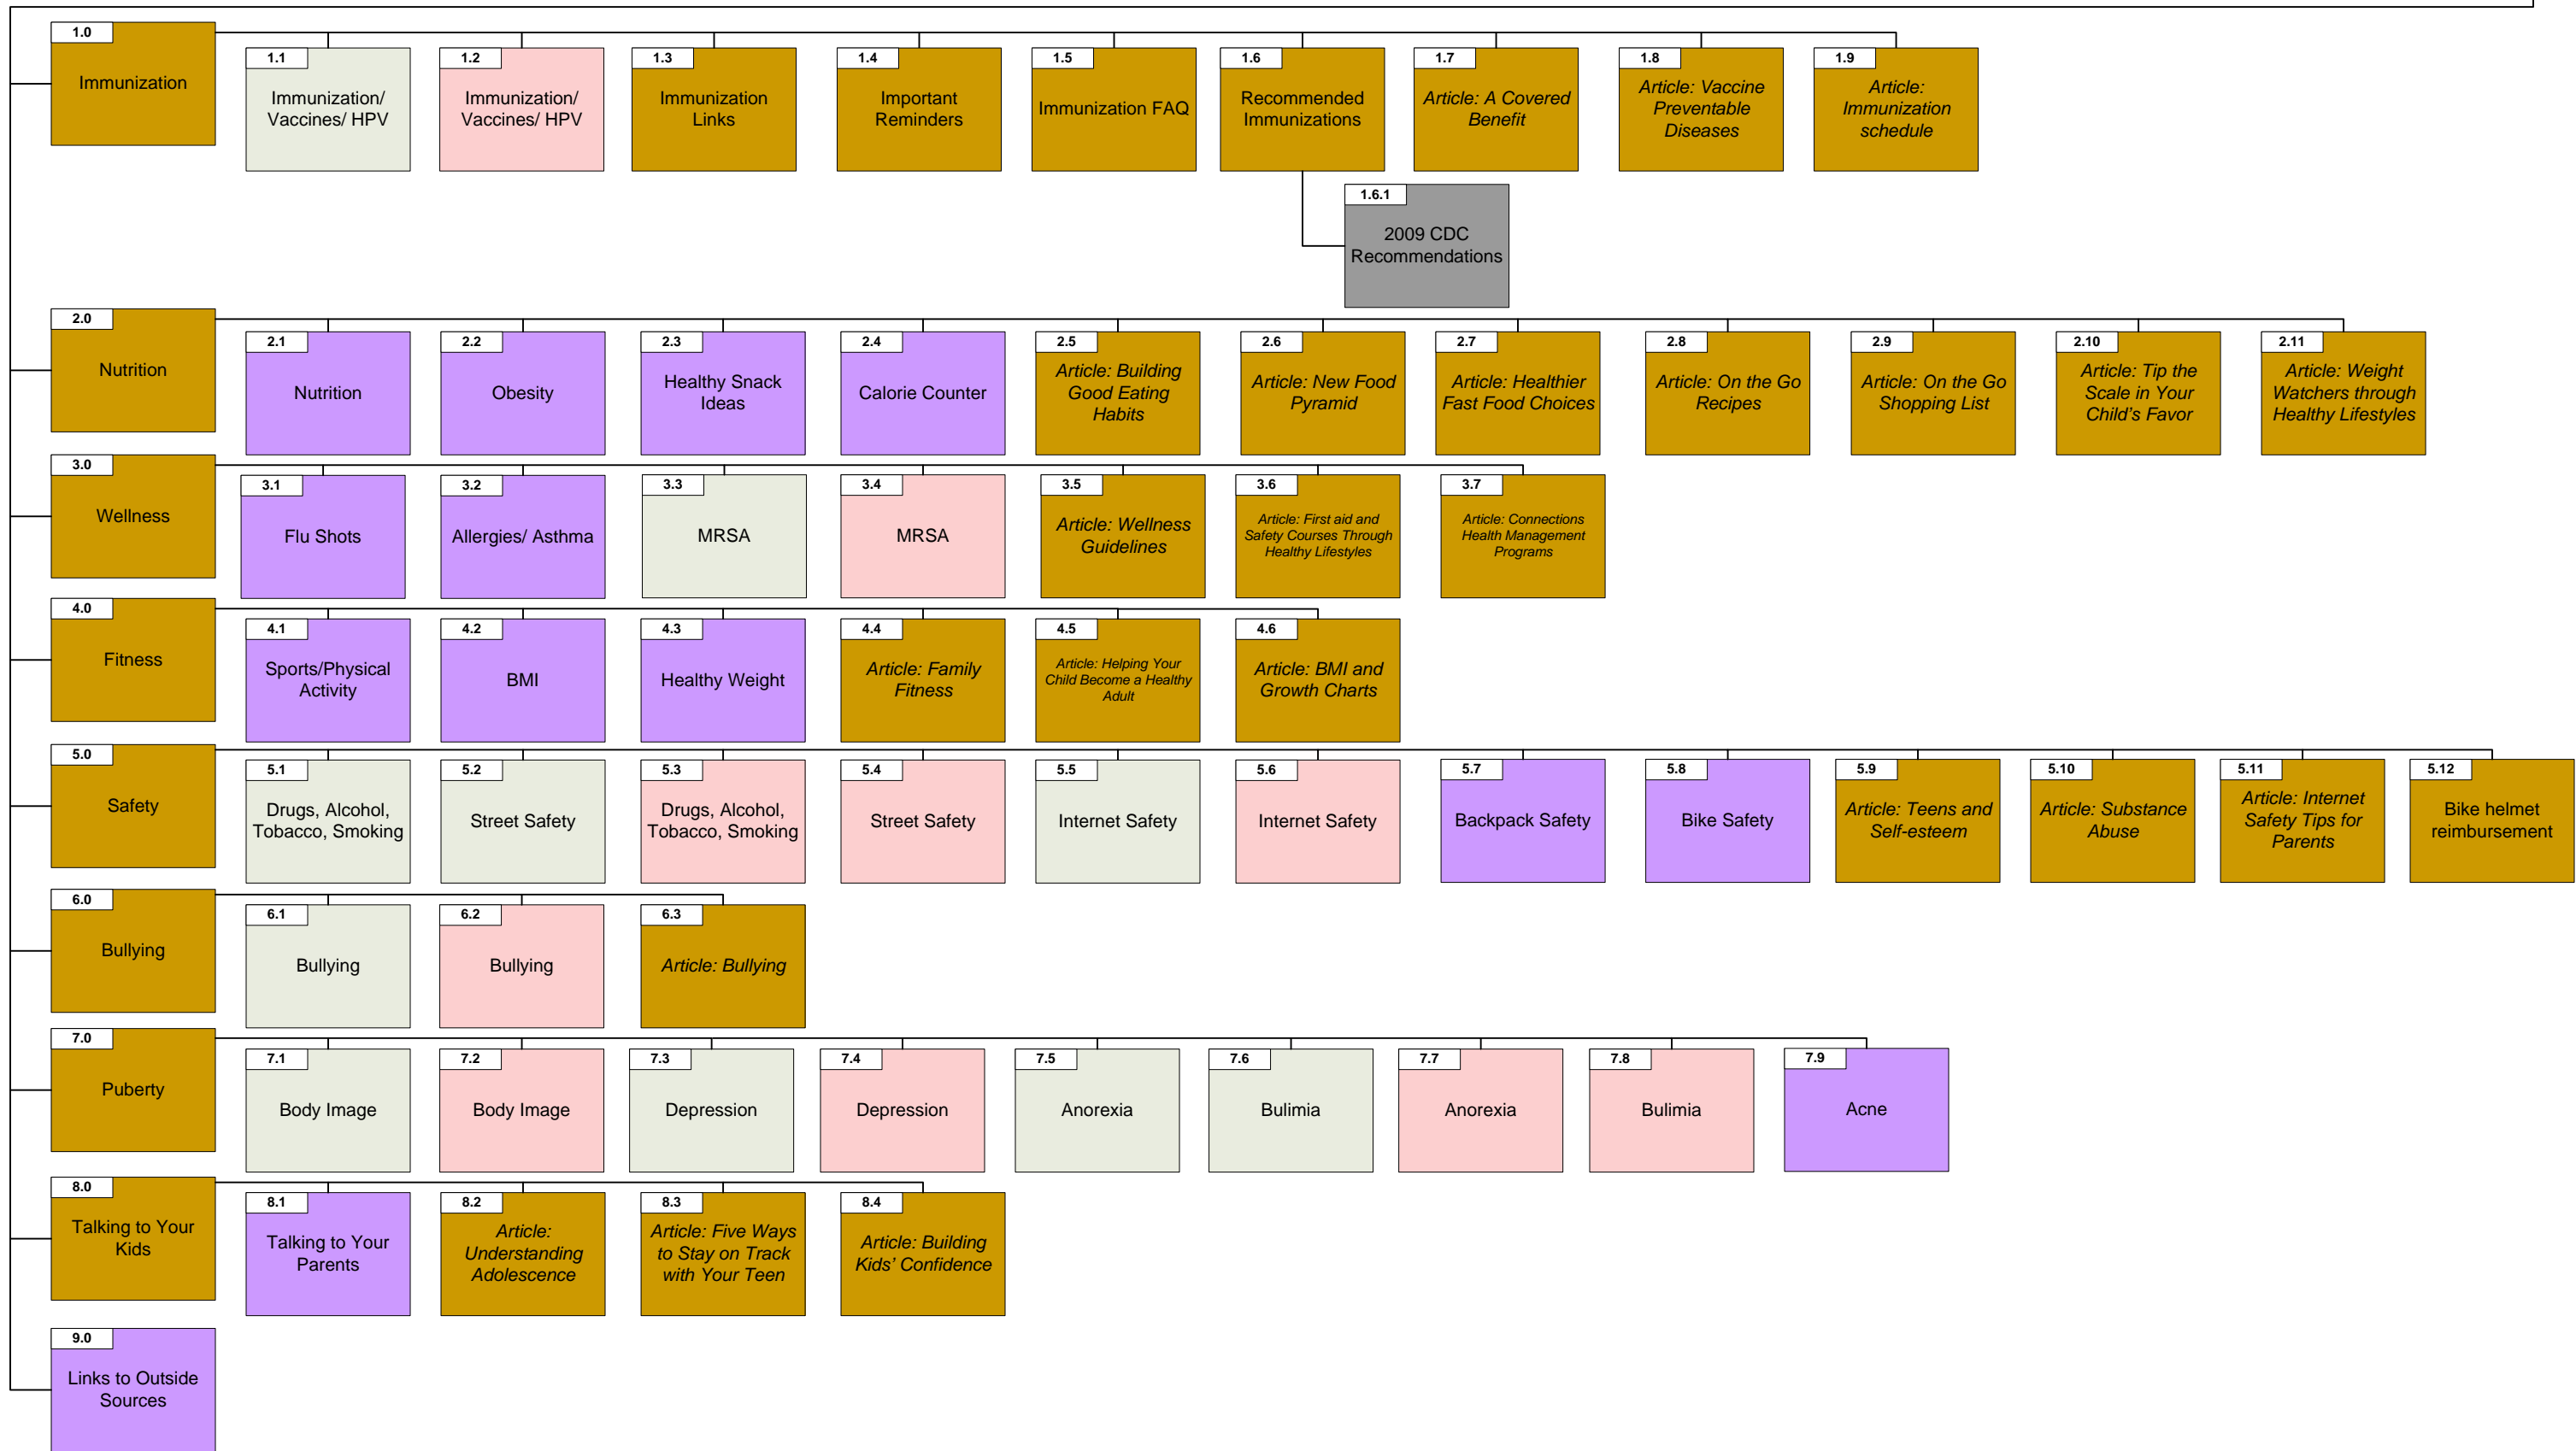 1.0
Immunization
1.1
Immunization/
Vaccines/ HPV
1.2
Immunization/
Vaccines/ HPV
1.3
Immunization
Links
1.4
Important
Reminders
1.5
Immunization FAQ
1.6
Recommended
Immunizations
1.7
Article: A Covered
Benefit
1.8
Article: Vaccine
Preventable
Diseases
1.9
Article:
Immunization
schedule
1.6.1
2009 CDC
Recommendations
2.0
Nutrition
2.1
Nutrition
2.2
Obesity
2.3
Healthy Snack
Ideas
2.4
Calorie Counter
2.5
Article: Building
Good Eating
Habits
2.6
Article: New Food
Pyramid
2.7
Article: Healthier
Fast Food Choices
2.8
Article: On the Go
Recipes
2.9
Article: On the Go
Shopping List
2.10
Article: Tip the
Scale in Your
Child’s Favor
2.11
Article: Weight
Watchers through
Healthy Lifestyles
3.0
Wellness
3.1
Flu Shots
3.2
Allergies/ Asthma
3.3
MRSA
3.4
MRSA
3.5
Article: Wellness
Guidelines
3.6
Article: First aid and
Safety Courses Through
Healthy Lifestyles
3.7
Article: Connections
Health Management
Programs
4.0
Fitness
4.1
Sports/Physical
Activity
4.2
BMI
4.3
Healthy Weight
4.4
Article: Family
Fitness
4.5
Article: Helping Your
Child Become a Healthy
Adult
4.6
Article: BMI and
Growth Charts
5.0
Safety
5.1
Drugs, Alcohol,
Tobacco, Smoking
5.2
Street Safety
5.3
Drugs, Alcohol,
Tobacco, Smoking
5.4
Street Safety
5.5
Internet Safety
5.6
Internet Safety
5.7
Backpack Safety
5.8
Bike Safety
5.9
Article: Teens and
Self-esteem
5.10
Article: Substance
Abuse
5.11
Article: Internet
Safety Tips for
Parents
5.12
Bike helmet
reimbursement
6.0
Bullying
6.1
Bullying
6.2
Bullying
6.3
Article: Bullying
7.0
Puberty
7.1
Body Image
7.2
Body Image
7.3
Depression
7.4
Depression
7.5
Anorexia
7.6
Bulimia
7.7
Anorexia
7.8
Bulimia
7.9
Acne
8.0
Talking to Your
Kids
8.1
Talking to Your
Parents
8.2
Article:
Understanding
Adolescence
8.3
Article: Five Ways
to Stay on Track
with Your Teen
8.4
Article: Building
Kids’ Confidence
9.0
Links to Outside
Sources